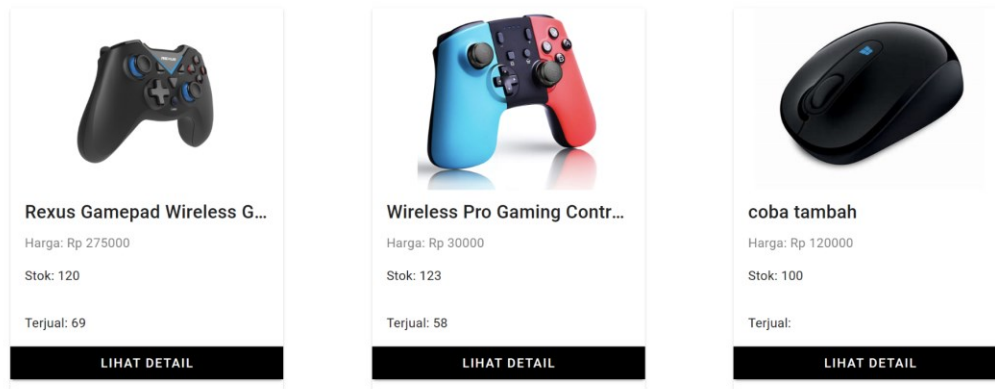 Rexus Gamepad Wireless G...
Harga: Rp 275000
Stok: 120
Terjual: 69
LIHAT DETAIL
Wireless Pro Gaming Contr...
Harga: Rp 30000
Stok: 123
Terjual: 58
LIHAT DETAIL
coba tambah
Harga: Rp 120000
Stok: 100
Terjual:
LIHAT DETAIL